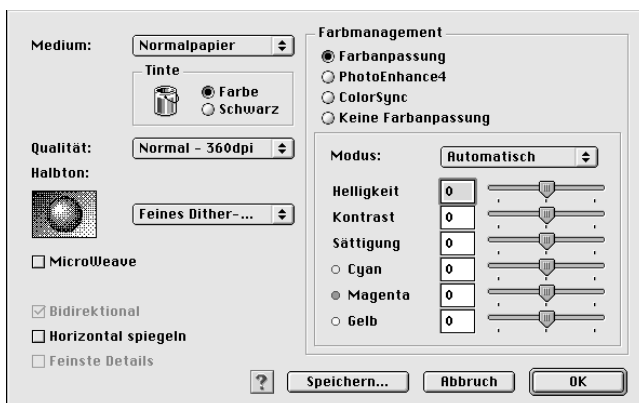 Medium: Normalpapier
Tinte
Farbe
Schwarz
Qualität: Normal - 360dpi
Halbton:
Feines Dither-...
MicroWeave
Bidirektional
Horizontal spiegeln
Feinste Details
Farbmanagement
Farbanpassung
PhotoEnhance4
ColorSync
Keine Farbanpassung
Modus: Automatisch
Helligkeit 0
Kontrast 0
Sättigung 0
Cyan 0
Magenta 0
Gelb 0
? Speichern... Abbruch OK